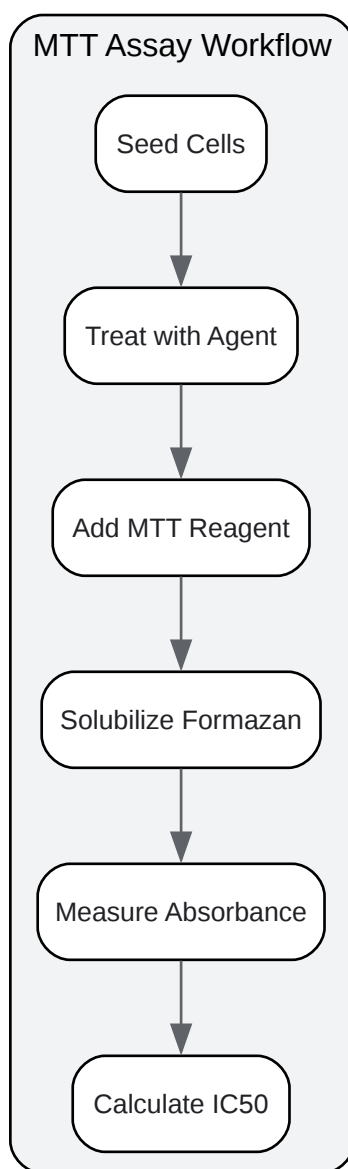 MTT Assay Workflow
Seed Cells
Treat with Agent
Add MTT Reagent
Solubilize Formazan
Measure Absorbance
Calculate IC50